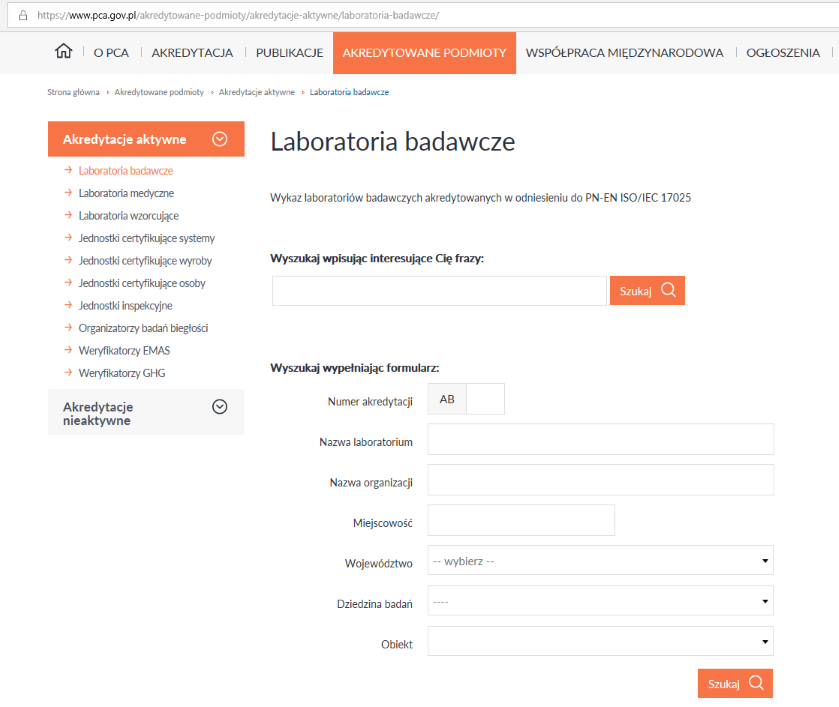 https://www.pca.gov.pl/akredytowane-podmioty/akredytacje-aktywne/laboratoria-badawcze/
O PCA AKREDYTACJA PUBLIKACJE AKREDYTOWANE PODMIOTY WSPÓŁPRACA MIĘDZYNARODOWA OGŁOSZENIA
Strona główna Akredytowane podmioty Akredytacje aktywne Laboratoria badawcze
Akredytacje aktywne
Laboratoria badawcze
Laboratoria medyczne
Laboratoria wzorcujące
Jednostki certyfikujące systemy
Jednostki certyfikujące wyroby
Jednostki certyfikujące osoby
Jednostki inspekcyjne
Organizatorzy badań biegłości
Weryfikatorzy EMAS
Weryfikatorzy GHG
Akredytacje
nieaktywne
Laboratoria badawcze
Wykaz laboratoriów badawczych akredytowanych w odniesieniu do PN-EN ISO/IEC 17025
Wyszukaj wpisując interesujące Cię frazy:
Szukaj
Wyszukaj wypełniając formularz:
Numer akredytacji AB
Nazwa laboratorium
Nazwa organizacji
Miejscowość
Województwo -- wybierz --
Dziedzina badań ----
Obiekt
Szukaj